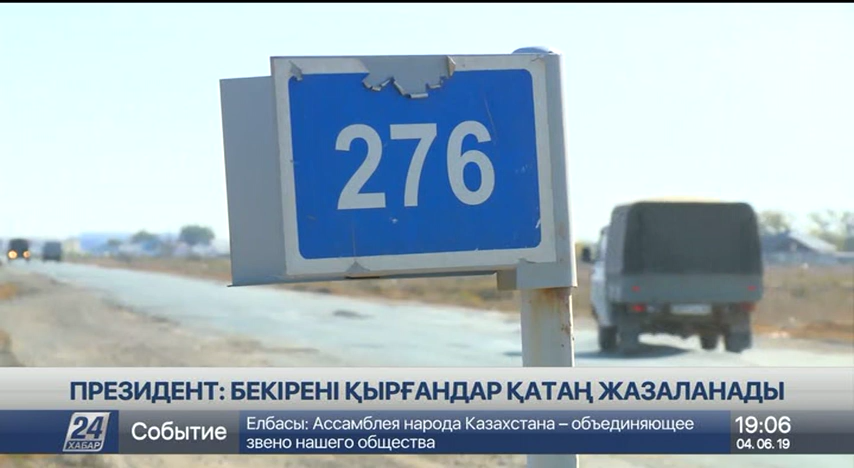 276
ПРЕЗИДЕНТ: БЕКІРЕНІ ҚЫРҒАНДАР ҚАТАҢ ЖАЗАЛАНАДЫ
24
ХАБАР
Событие
Елбасы: Ассамблея народа Казахстана – объединяющее
звено нашего общества
19:06
04.06.19